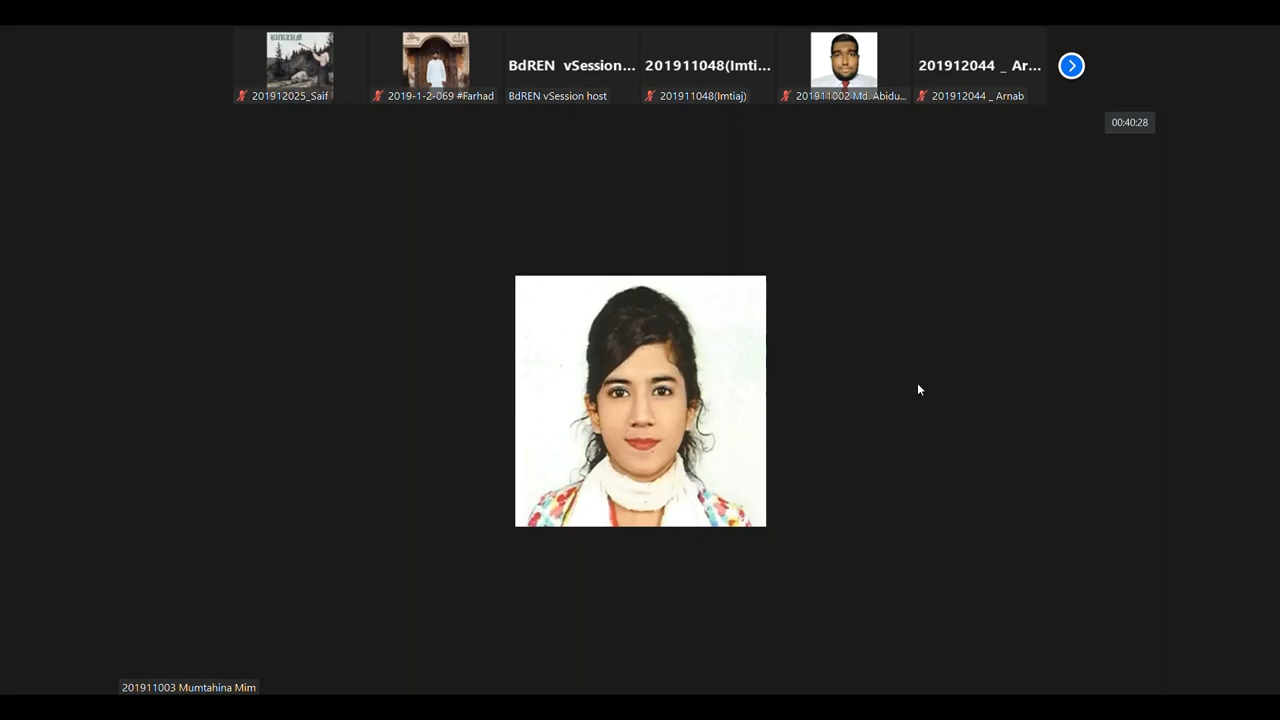 201912025_Saif
2019-1-2-069 #Farhad
BdREN vSession...
BdREN vSession host
201911048(Imti...
201911048(Imtiaj)
201911002 Md. Abidu...
201912044 _ Ar...
201912044 _ Arnab
00:40:28
201911003 Mumtahina Mim